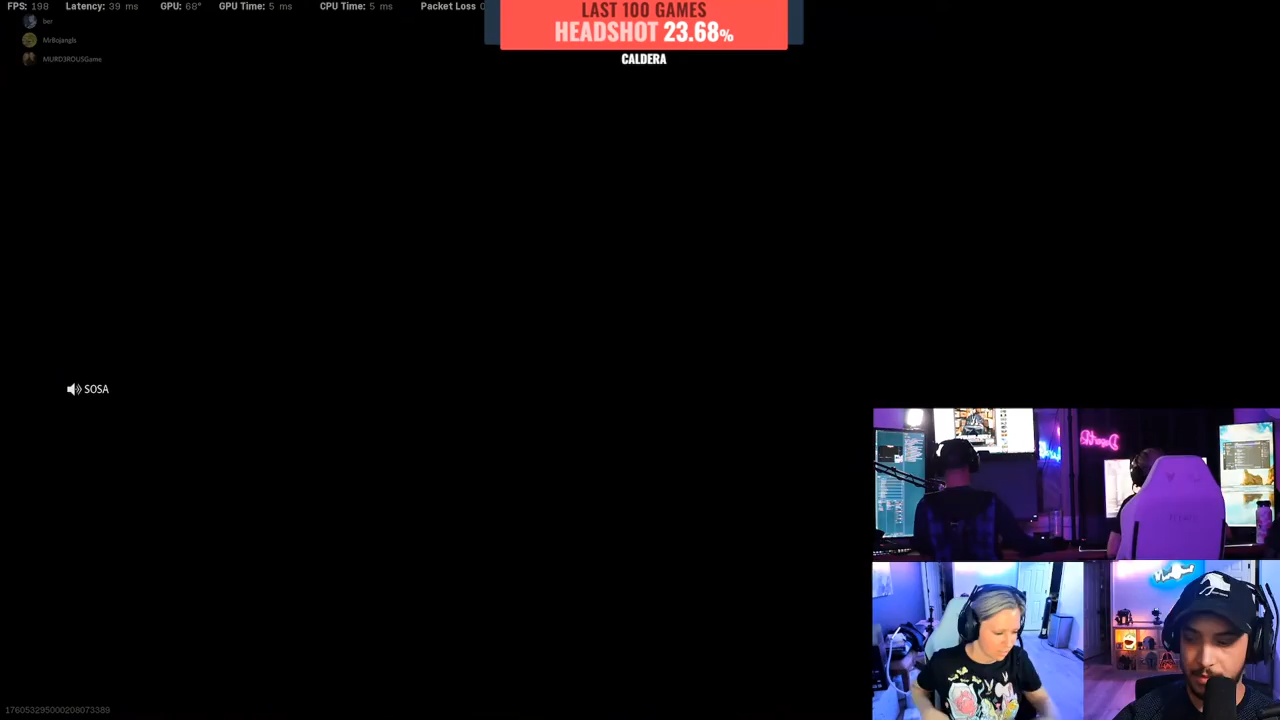 FPS: 198 Latency: 39 ms GPU: 68° GPU Time: 5 ms CPU Time: 5 ms Packet Loss
LAST 100 GAMES
HEADSHOT 23.68%
CALDERA
ber
MrBojangls
MURD3ROUSGame
SOSA
176053295000208073389